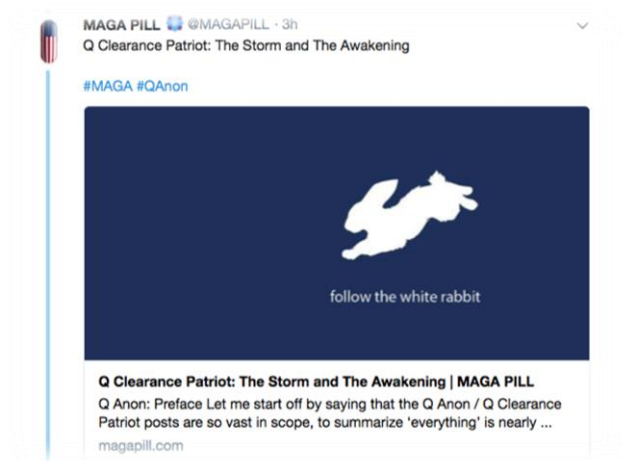 MAGA PILL @MAGAPILL · 3h
Q Clearance Patriot: The Storm and The Awakening
#MAGA #QAnon
follow the white rabbit
Q Clearance Patriot: The Storm and The Awakening | MAGA PILL
Q Anon: Preface Let me start off by saying that the Q Anon / Q Clearance
Patriot posts are so vast in scope, to summarize 'everything' is nearly ...
magapill.com